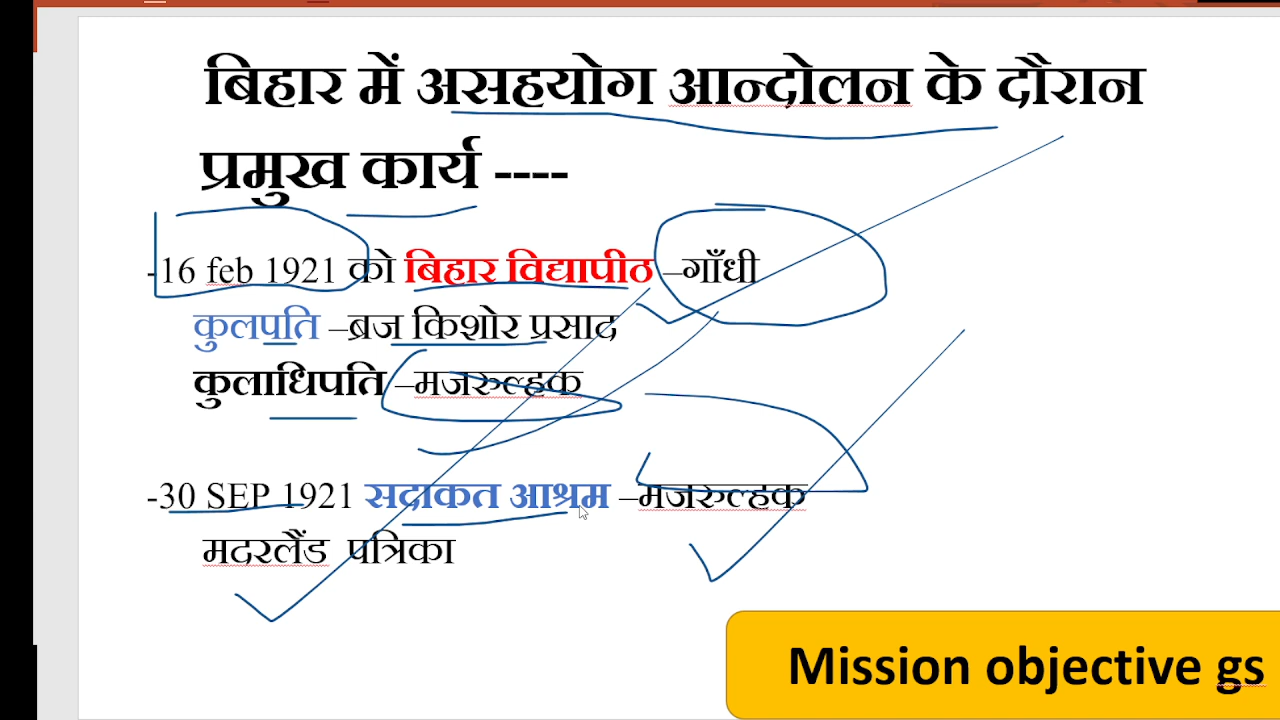 बिहार में असहयोग आन्दोलन के दौरान
प्रमुख कार्य ----
-16 feb 1921 को बिहार विद्यापीठ –गाँधी
कुलपति –ब्रज किशोर प्रसाद
कुलाधिपति –मजरुल्हक
-30 SEP 1921 सदाकत आश्रम –मजरुल्हक
मदरलैंड पत्रिका
Mission objective gs